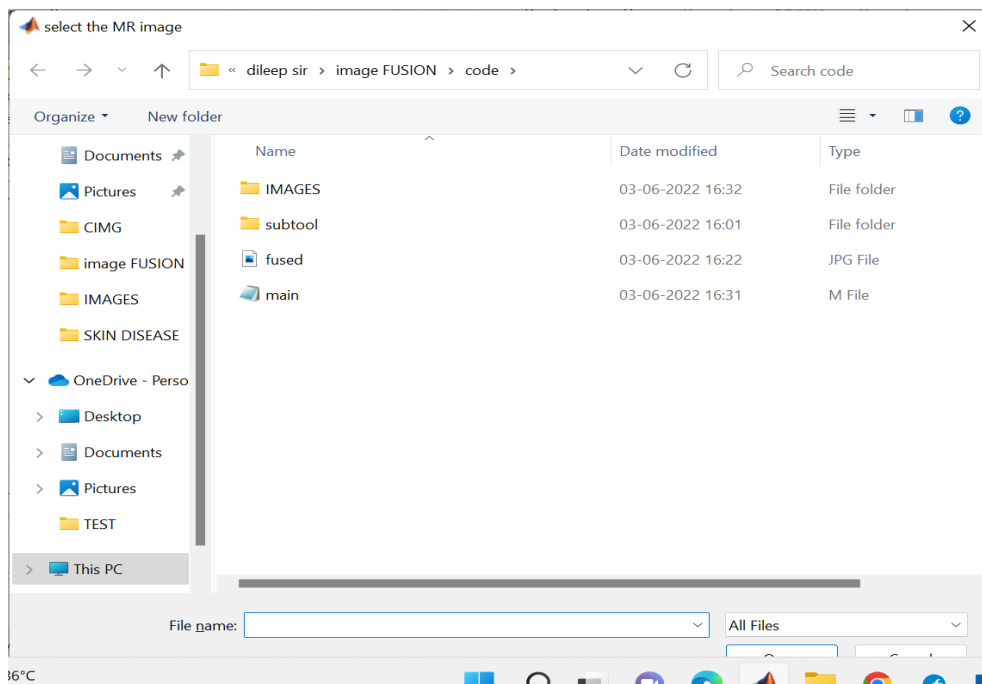 select the MR image
« dileep sir > image FUSION > code >
Search code
Organize
New folder
Name
Date modified
Type
Documents
Pictures
CIMG
image FUSION
IMAGES
SKIN DISEASE
OneDrive - Perso
Desktop
Documents
Pictures
TEST
This PC
IMAGES 03-06-2022 16:32 File folder
subtool 03-06-2022 16:01 File folder
fused 03-06-2022 16:22 JPG File
main 03-06-2022 16:31 M File
File name:
All Files
36°C